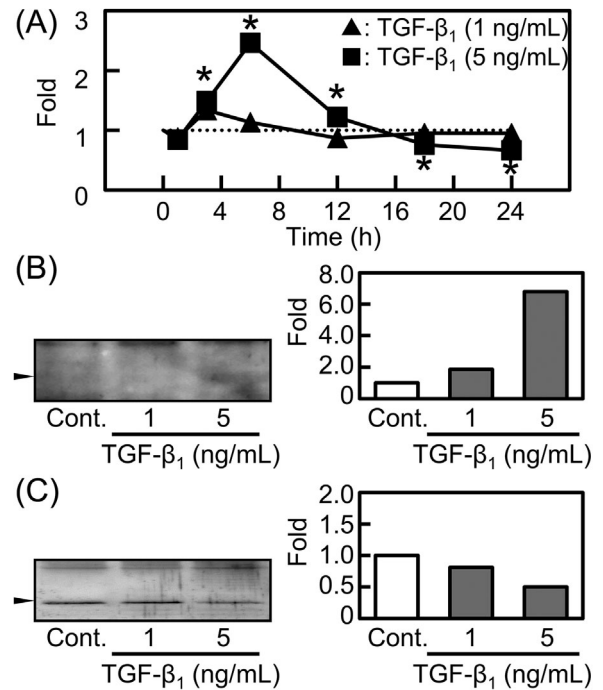 (A)
3
2
1
0
Fold
▲: TGF-β₁ (1 ng/mL)
■: TGF-β₁ (5 ng/mL)
* * * * *
0 4 8 12 16 20 24
Time (h)
(B)
Cont. 1 5
TGF-β₁ (ng/mL)
8.0
6.0
4.0
2.0
0
Fold
Cont. 1 5
TGF-β₁ (ng/mL)
(C)
Cont. 1 5
TGF-β₁ (ng/mL)
2.0
1.5
1.0
0.5
0
Fold
Cont. 1 5
TGF-β₁ (ng/mL)